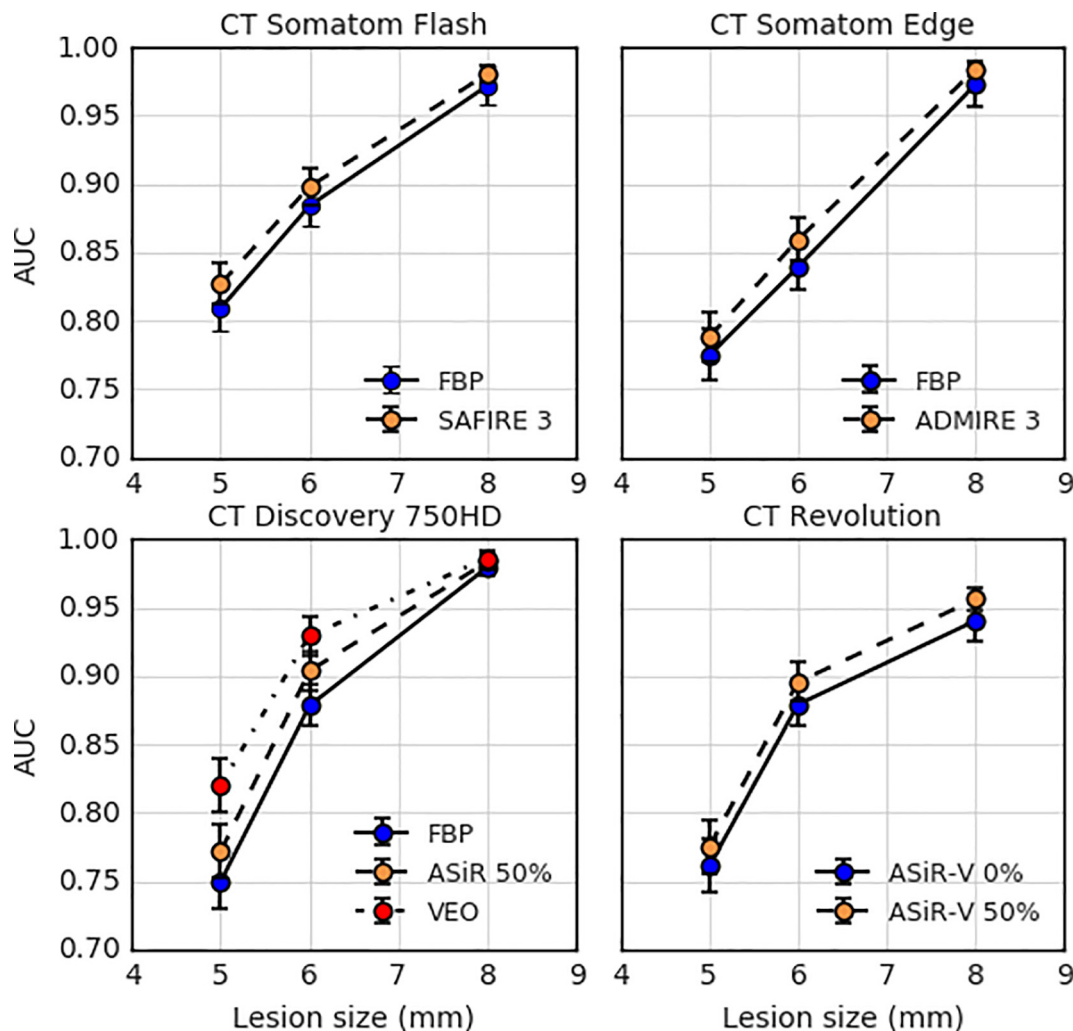 CT Somatom Flash
CT Somatom Edge
1.00
0.95
0.90
0.85
0.80
0.75
0.70
AUC
FBP
SAFIRE 3
FBP
ADMIRE 3
4 5 6 7 8 9
4 5 6 7 8 9
CT Discovery 750HD
CT Revolution
1.00
0.95
0.90
0.85
0.80
0.75
0.70
AUC
FBP
ASiR 50%
VEO
ASiR-V 0%
ASiR-V 50%
4 5 6 7 8 9
4 5 6 7 8 9
Lesion size (mm)
Lesion size (mm)